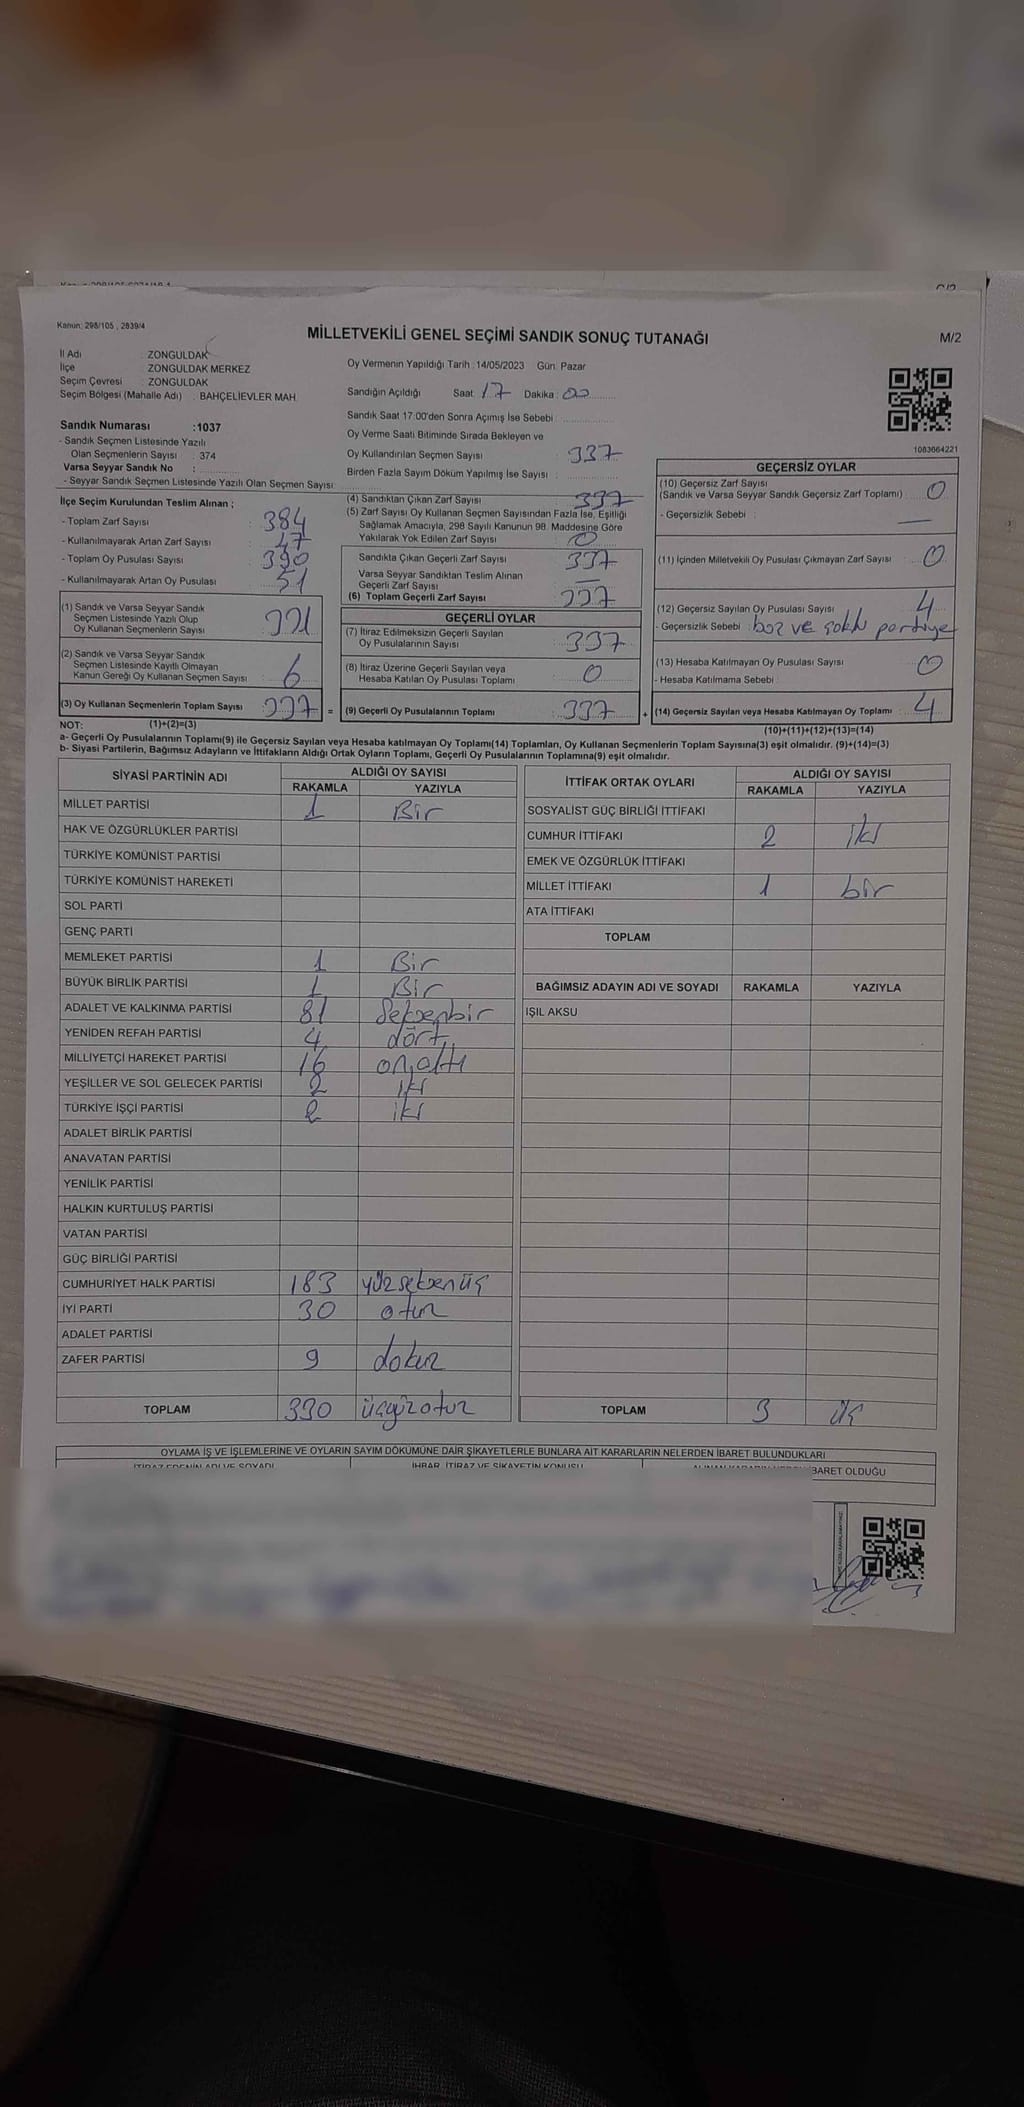 Kanun: 298/105 , 2839/4
MİLLETVEKİLİ GENEL SEÇİMİ SANDIK SONUÇ TUTANAĞI
M/2
İl Adı : ZONGULDAK
İlçe : ZONGULDAK MERKEZ
Seçim Çevresi : ZONGULDAK
Seçim Bölgesi (Mahalle Adı) : BAHÇELİEVLER MAH.
Sandık Numarası :1037
- Sandık Seçmen Listesinde Yazılı
Olan Seçmenlerin Sayısı : 374
Varsa Seyyar Sandık No :
- Seyyar Sandık Seçmen Listesinde Yazılı Olan Seçmen Sayısı :
Oy Vermenin Yapıldığı Tarih : 14/05/2023 Gün: Pazar
Sandığın Açıldığı Saat: 17 Dakika: 00
Sandık Saat 17:00'den Sonra Açımış İse Sebebi :
Oy Verme Saati Bitiminde Sırada Bekleyen ve
Oy Kullandırılan Seçmen Sayısı : 337
Birden Fazla Sayım Döküm Yapılmış İse Sayısı :
1083664221
İlçe Seçim Kurulundan Teslim Alınan ;
- Toplam Zarf Sayısı : 384
- Kullanılmayarak Artan Zarf Sayısı : 47
- Toplam Oy Pusulası Sayısı : 390
- Kullanılmayarak Artan Oy Pusulası : 51
(1) Sandık ve Varsa Seyyar Sandık
Seçmen Listesinde Yazılı Olup
Oy Kullanan Seçmenlerin Sayısı 331
(2) Sandık ve Varsa Seyyar Sandık
Seçmen Listesinde Kayıtlı Olmayan
Kanun Gereği Oy Kullanan Seçmen Sayısı : 6
(3) Oy Kullanan Seçmenlerin Toplam Sayısı : 337 =
(4) Sandıktan Çıkan Zarf Sayısı : 337
(5) Zarf Sayısı Oy Kullanan Seçmen Sayısından Fazla İse, Eşitliği
Sağlamak Amacıyla, 298 Sayılı Kanunun 98. Maddesine Göre
Yakılarak Yok Edilen Zarf Sayısı : 0
Sandıkta Çıkan Geçerli Zarf Sayısı : 337
Varsa Seyyar Sandıktan Teslim Alınan
Geçerli Zarf Sayısı : —
(6) Toplam Geçerli Zarf Sayısı : 337
GEÇERLİ OYLAR
(7) İtiraz Edilmeksizin Geçerli Sayılan
Oy Pusulalarının Sayısı : 337
(8) İtiraz Üzerine Geçerli Sayılan veya
Hesaba Katılan Oy Pusulası Toplamı : 0
(9) Geçerli Oy Pusulalarının Toplamı : 337 +
GEÇERSİZ OYLAR
(10) Geçersiz Zarf Sayısı
(Sandık ve Varsa Seyyar Sandık Geçersiz Zarf Toplamı) : 0
- Geçersizlik Sebebi : —
(11) İçinden Milletvekili Oy Pusulası Çıkmayan Zarf Sayısı : 0
(12) Geçersiz Sayılan Oy Pusulası Sayısı : 4
- Geçersizlik Sebebi : boz ve partiye
(13) Hesaba Katılmayan Oy Pusulası Sayısı : 0
- Hesaba Katılmama Sebebi :
(14) Geçersiz Sayılan veya Hesaba Katılmayan Oy Toplamı : 4
NOT: (1)+(2)=(3) (10)+(11)+(12)+(13)=(14)
a- Geçerli Oy Pusulalarının Toplamı(9) ile Geçersiz Sayılan veya Hesaba katılmayan Oy Toplamı(14) Toplamları, Oy Kullanan Seçmenlerin Toplam Sayısına(3) eşit olmalıdır. (9)+(14)=(3)
b- Siyasi Partilerin, Bağımsız Adayların ve İttifakların Aldığı Ortak Oyların Toplamı, Geçerli Oy Pusulalarının Toplamına(9) eşit olmalıdır.
SİYASİ PARTİNİN ADI ALDIĞI OY SAYISI
RAKAMLA YAZIYLA
MİLLET PARTİSİ 1 Bir
HAK VE ÖZGÜRLÜKLER PARTİSİ
TÜRKİYE KOMÜNİST PARTİSİ
TÜRKİYE KOMÜNİST HAREKETİ
SOL PARTİ
GENÇ PARTİ
MEMLEKET PARTİSİ 1 Bir
BÜYÜK BİRLİK PARTİSİ 1 Bir
ADALET VE KALKINMA PARTİSİ 81 Seksenbir
YENİDEN REFAH PARTİSİ 4 dört
MİLLİYETÇİ HAREKET PARTİSİ 16 onaltı
YEŞİLLER VE SOL GELECEK PARTİSİ 2 iki
TÜRKİYE İŞÇİ PARTİSİ 2 iki
ADALET BİRLİK PARTİSİ
ANAVATAN PARTİSİ
YENİLİK PARTİSİ
HALKIN KURTULUŞ PARTİSİ
VATAN PARTİSİ
GÜÇ BİRLİĞİ PARTİSİ
CUMHURİYET HALK PARTİSİ 183 yüzseksenüç
İYİ PARTİ 30 otuz
ADALET PARTİSİ
ZAFER PARTİSİ 9 dokuz
TOPLAM 330 üçyüzotuz
İTTİFAK ORTAK OYLARI ALDIĞI OY SAYISI
RAKAMLA YAZIYLA
SOSYALİST GÜÇ BİRLİĞİ İTTİFAKI
CUMHUR İTTİFAKI 2 iki
EMEK VE ÖZGÜRLÜK İTTİFAKI
MİLLET İTTİFAKI 1 bir
ATA İTTİFAKI
TOPLAM
BAĞIMSIZ ADAYIN ADI VE SOYADI RAKAMLA YAZIYLA
IŞIL AKSU
TOPLAM 3 üç
OYLAMA İŞ VE İŞLEMLERİNE VE OYLARIN SAYIM DÖKÜMÜNE DAİR ŞİKAYETLERLE BUNLARA AİT KARARLARIN NELERDEN İBARET BULUNDUKLARI
İTİRAZ EDENİN ADI VE SOYADI İHBAR, İTİRAZ VE ŞİKAYETİN KONUSU İBARET OLDUĞU